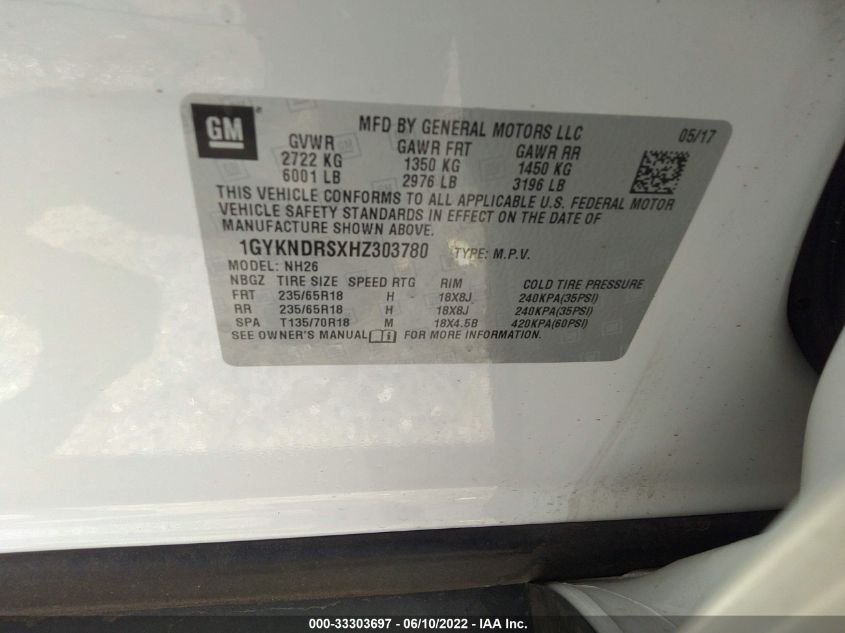 GM®
MFD BY GENERAL MOTORS LLC 05/17
GVWR GAWR FRT GAWR RR
2722 KG 1350 KG 1450 KG
6001 LB 2976 LB 3196 LB
THIS VEHICLE CONFORMS TO ALL APPLICABLE U.S. FEDERAL MOTOR
VEHICLE SAFETY STANDARDS IN EFFECT ON THE DATE OF
MANUFACTURE SHOWN ABOVE.
1GYKNDRSXHZ303780 TYPE: M.P.V.
MODEL: NH26
NBGZ TIRE SIZE SPEED RTG RIM COLD TIRE PRESSURE
FRT 235/65R18 H 18X8J 240KPA(35PSI)
RR 235/65R18 H 18X8J 240KPA(35PSI)
SPA T135/70R18 M 18X4.5B 420KPA(60PSI)
SEE OWNER'S MANUAL FOR MORE INFORMATION.
000-33303697 - 06/10/2022 - IAA Inc.